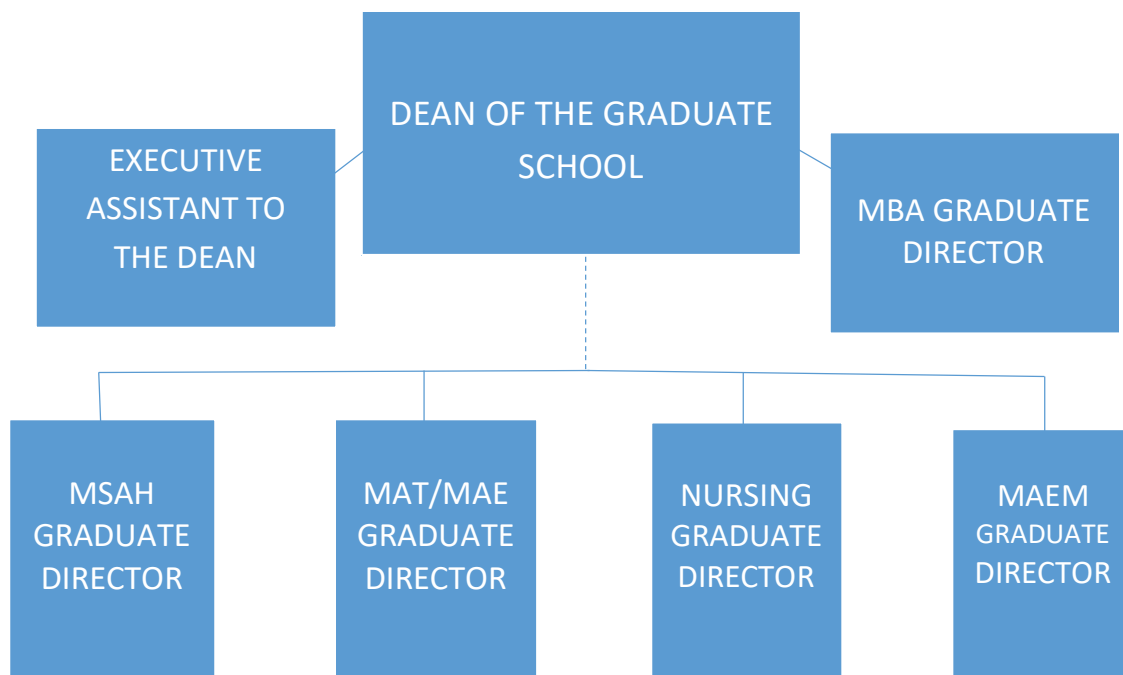 DEAN OF THE GRADUATE
SCHOOL
EXECUTIVE
ASSISTANT TO
THE DEAN
MBA GRADUATE
DIRECTOR
MSAH
GRADUATE
DIRECTOR
MAT/MAE
GRADUATE
DIRECTOR
NURSING
GRADUATE
DIRECTOR
MAEM
GRADUATE
DIRECTOR